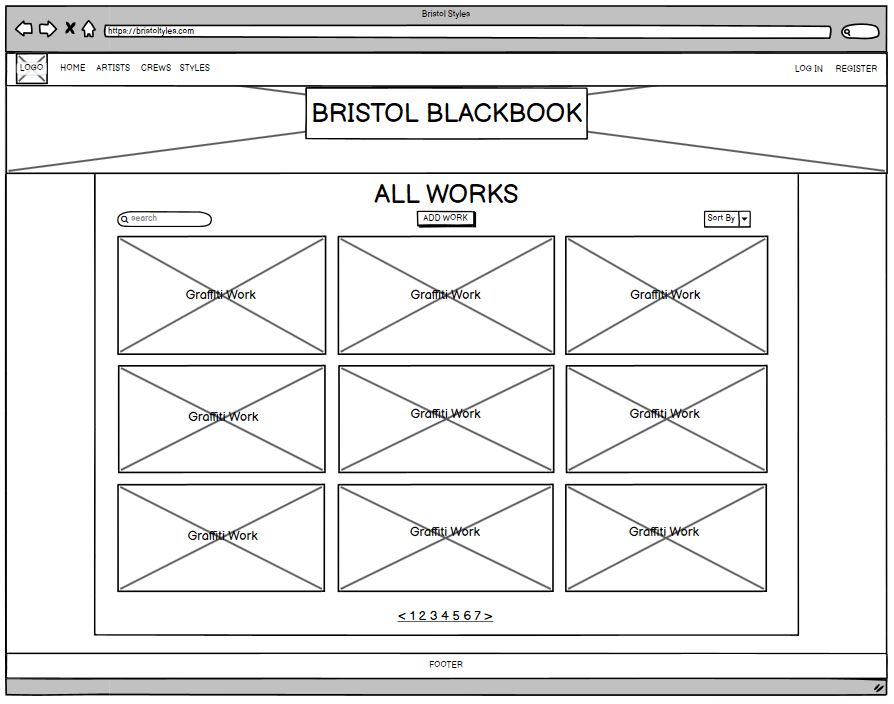 Bristol Styles
https://bristoltyles.com
LOGO HOME ARTISTS CREWS STYLES LOG IN REGISTER
BRISTOL BLACKBOOK
ALL WORKS
search ADD WORK Sort By
Graffiti Work Graffiti Work Graffiti Work
Graffiti Work Graffiti Work Graffiti Work
Graffiti Work Graffiti Work Graffiti Work
< 1 2 3 4 5 6 7 >
FOOTER